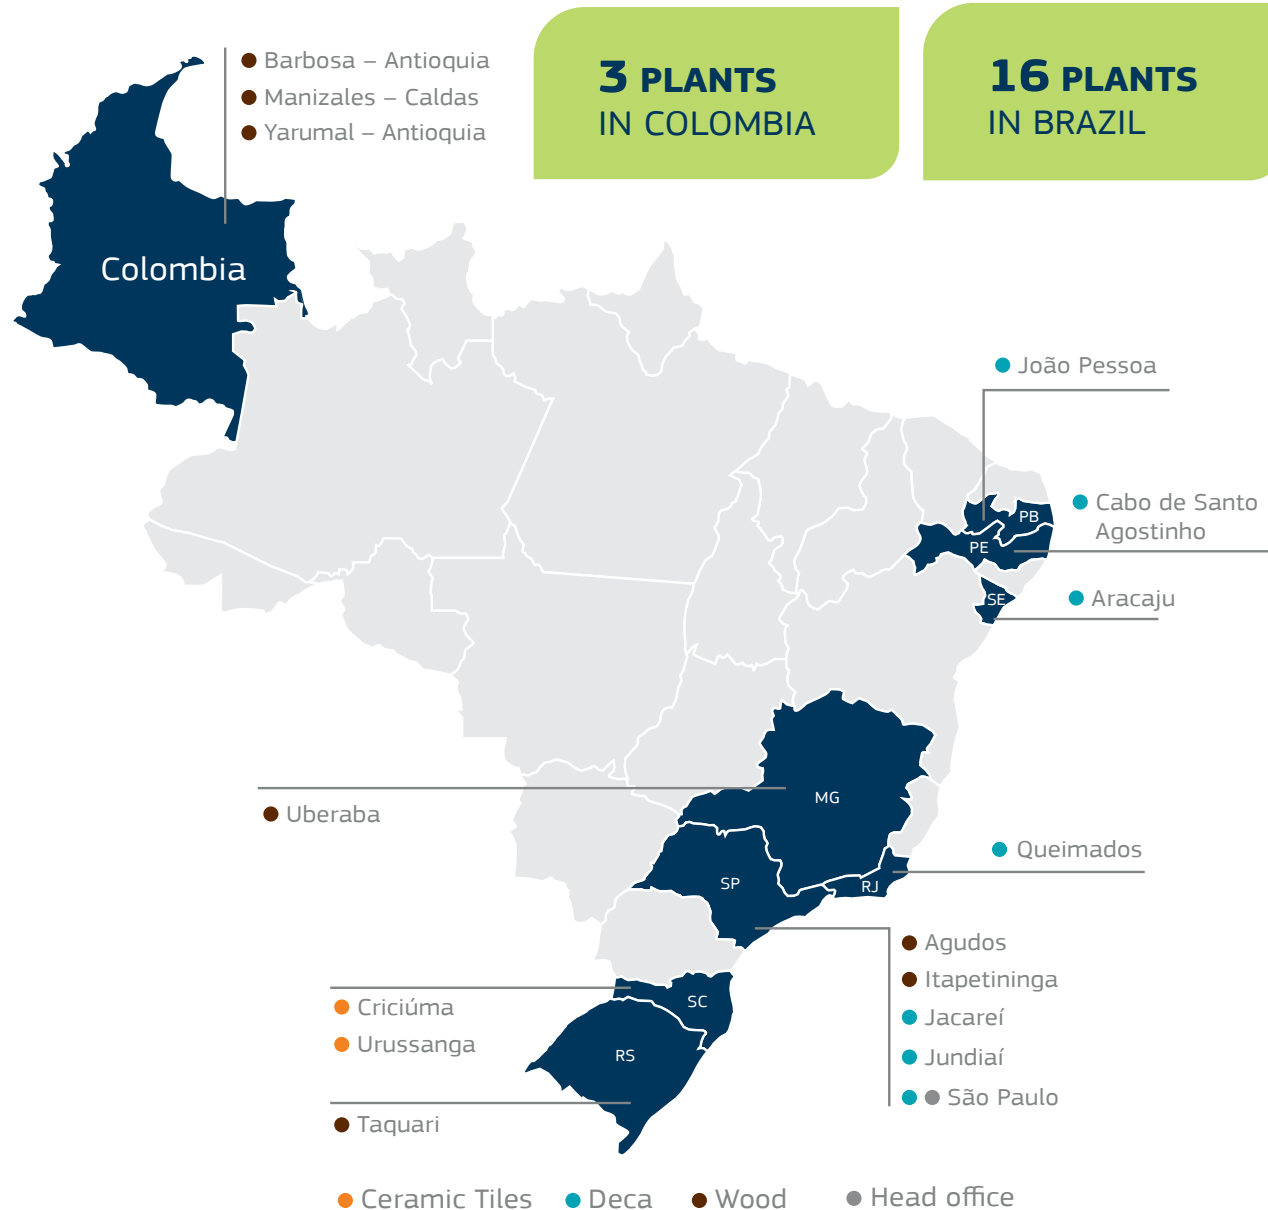 Barbosa – Antioquia
Manizales – Caldas
Yarumal – Antioquia
3 PLANTS
IN COLOMBIA
16 PLANTS
IN BRAZIL
Colombia
João Pessoa
Cabo de Santo
Agostinho
PB
PE
SE
Aracaju
MG
Uberaba
Queimados
SP
RJ
Agudos
Itapetininga
Jacareí
Jundiaí
São Paulo
Criciúma
Urussanga
SC
RS
Taquari
Ceramic Tiles
Deca
Wood
Head office